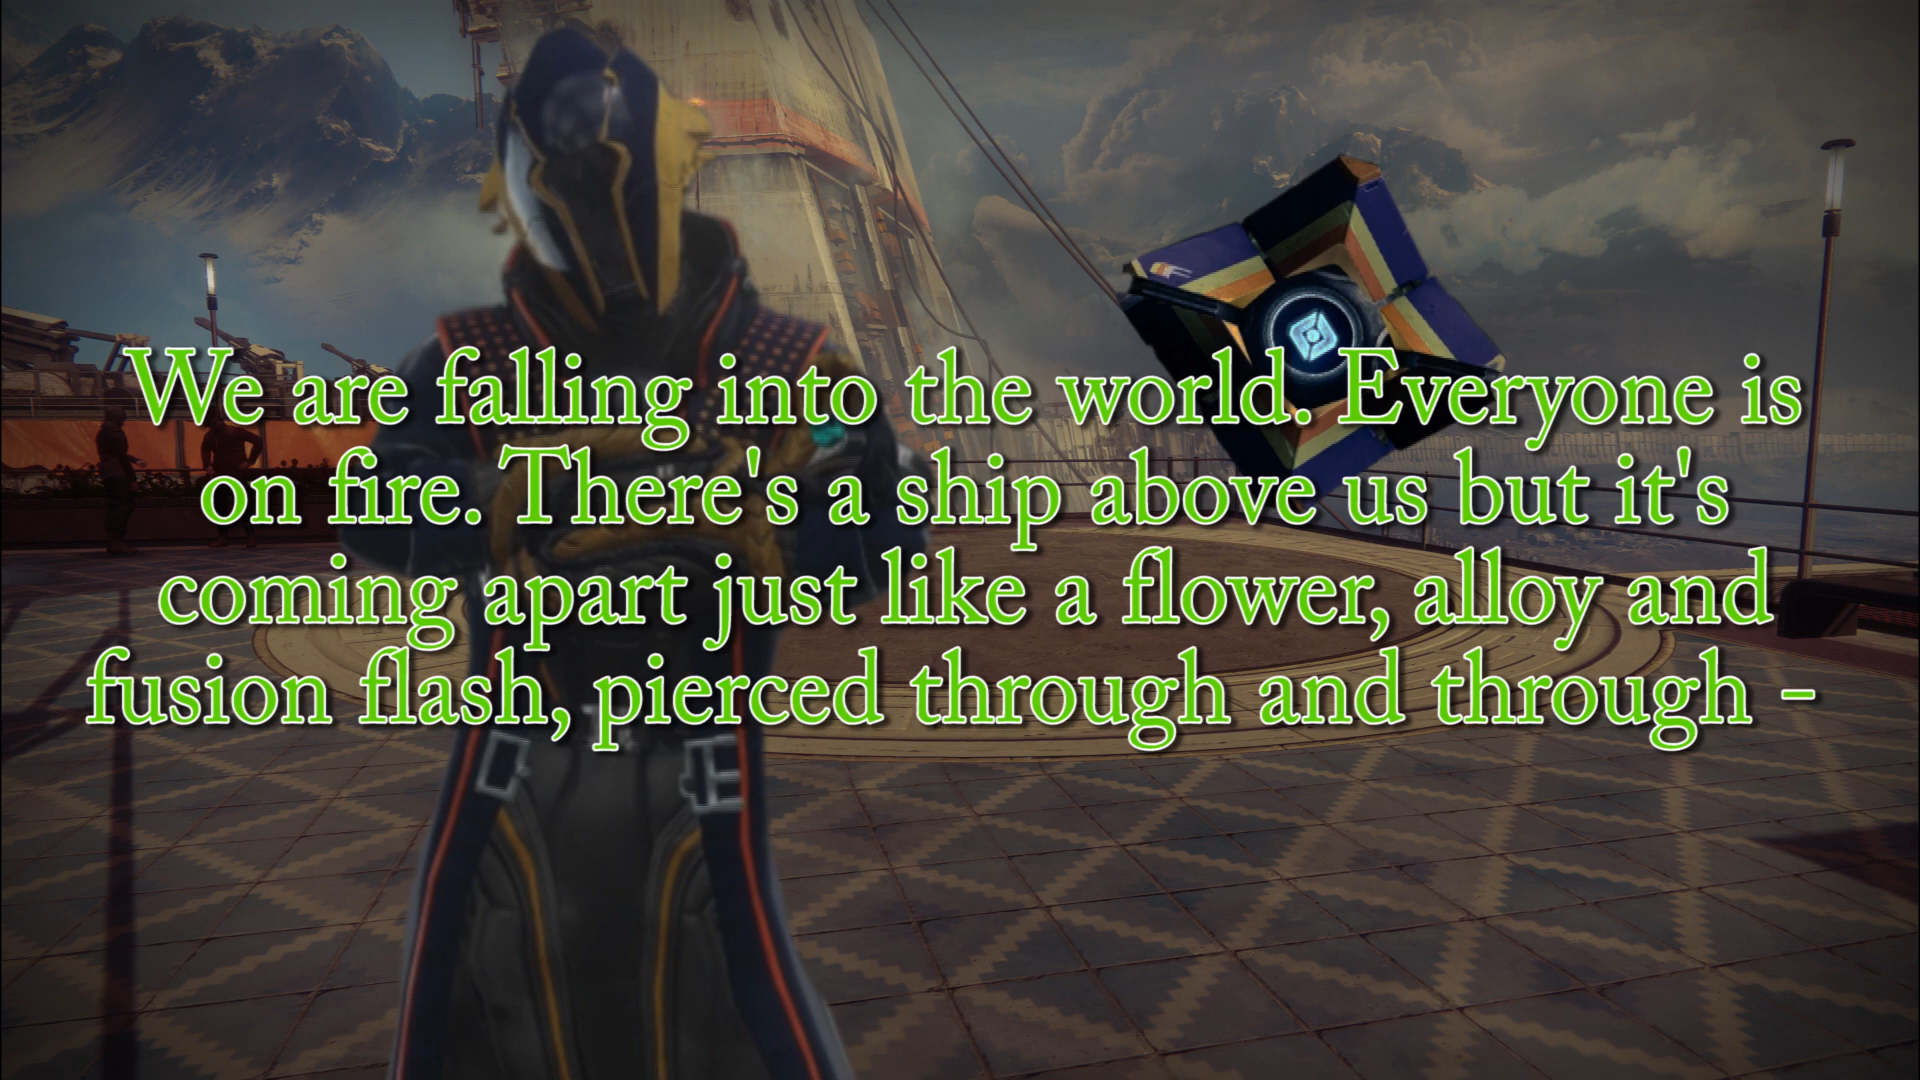 We are falling into the world. Everyone is
on fire. There's a ship above us but it's
coming apart just like a flower, alloy and
fusion flash, pierced through and through -